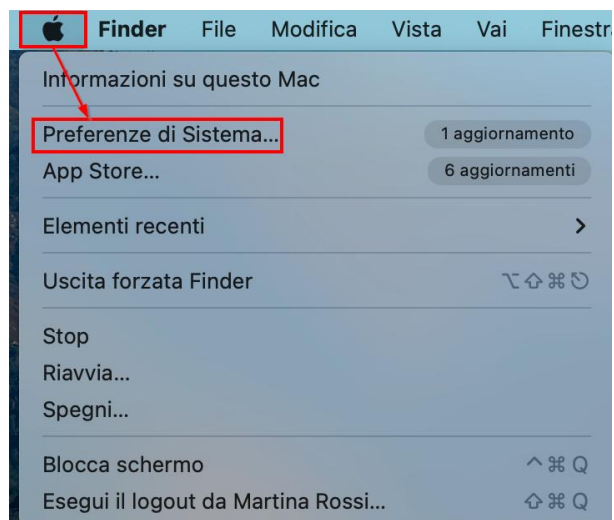 Finder File Modifica Vista Vai Finestr
Informazioni su questo Mac
Preferenze di Sistema... 1 aggiornamento
App Store... 6 aggiornamenti
Elementi recenti
Uscita forzata Finder ⌥⇧⌘⎋
Stop
Riavvia...
Spegni...
Blocca schermo ^⌘Q
Esegui il logout da Martina Rossi... ⇧⌘Q